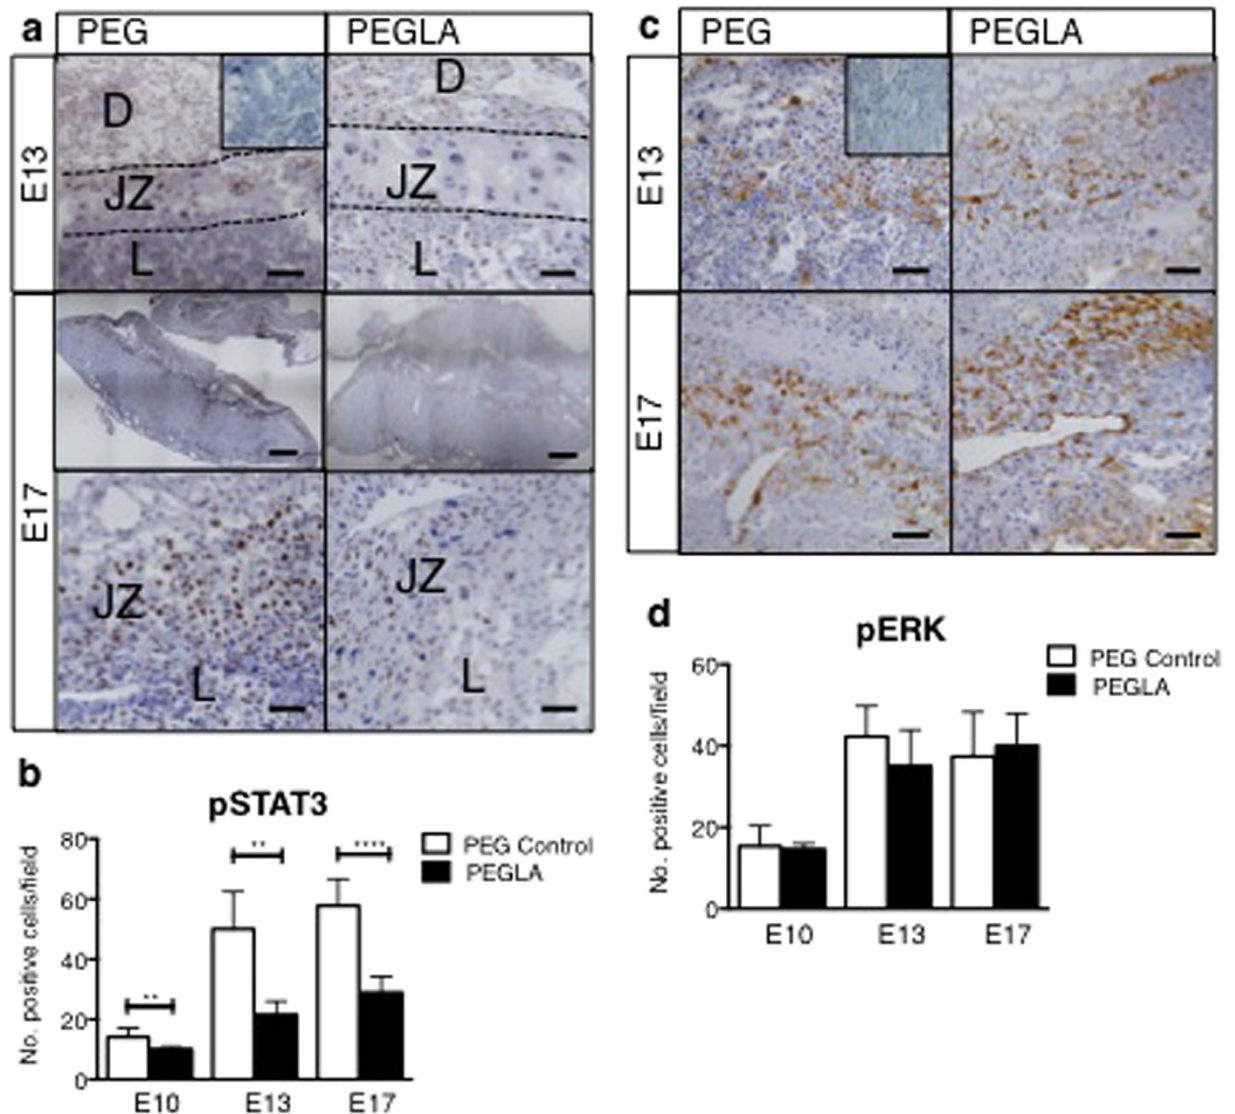 a
PEG
PEGLA
E13
D
D
JZ
JZ
L
L
E17
JZ
JZ
L
L
b
pSTAT3
PEG Control
PEGLA
No. positive cells/field
80
60
40
20
0
**
**
****
E10
E13
E17
c
PEG
PEGLA
E13
E17
d
pERK
PEG Control
PEGLA
No. positive cells/field
60
40
20
0
E10
E13
E17